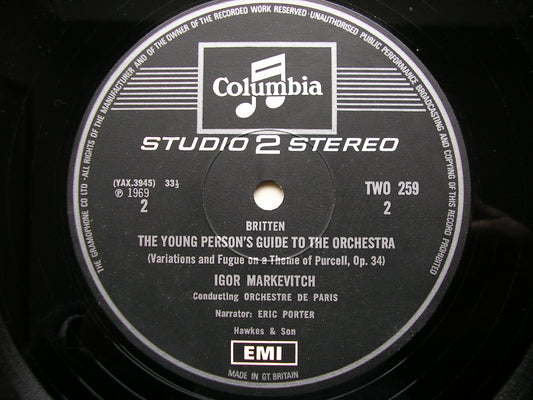 THE GRAMOPHONE CO LTD · ALL RIGHTS OF THE MANUFACTURER AND OF THE OWNER OF THE RECORDED WORK RESERVED · UNAUTHORISED PUBLIC PERFORMANCE BROADCASTING AND COPYING OF THIS RECORD PROHIBITED
Columbia
STUDIO 2 STEREO
(YAX.3945) 33⅓
℗ 1969
2
TWO 259
2
BRITTEN
THE YOUNG PERSON'S GUIDE TO THE ORCHESTRA
(Variations and Fugue on a Theme of Purcell, Op. 34)
IGOR MARKEVITCH
Conducting ORCHESTRE DE PARIS
Narrator: ERIC PORTER
Hawkes & Son
EMI
MADE IN GT. BRITAIN